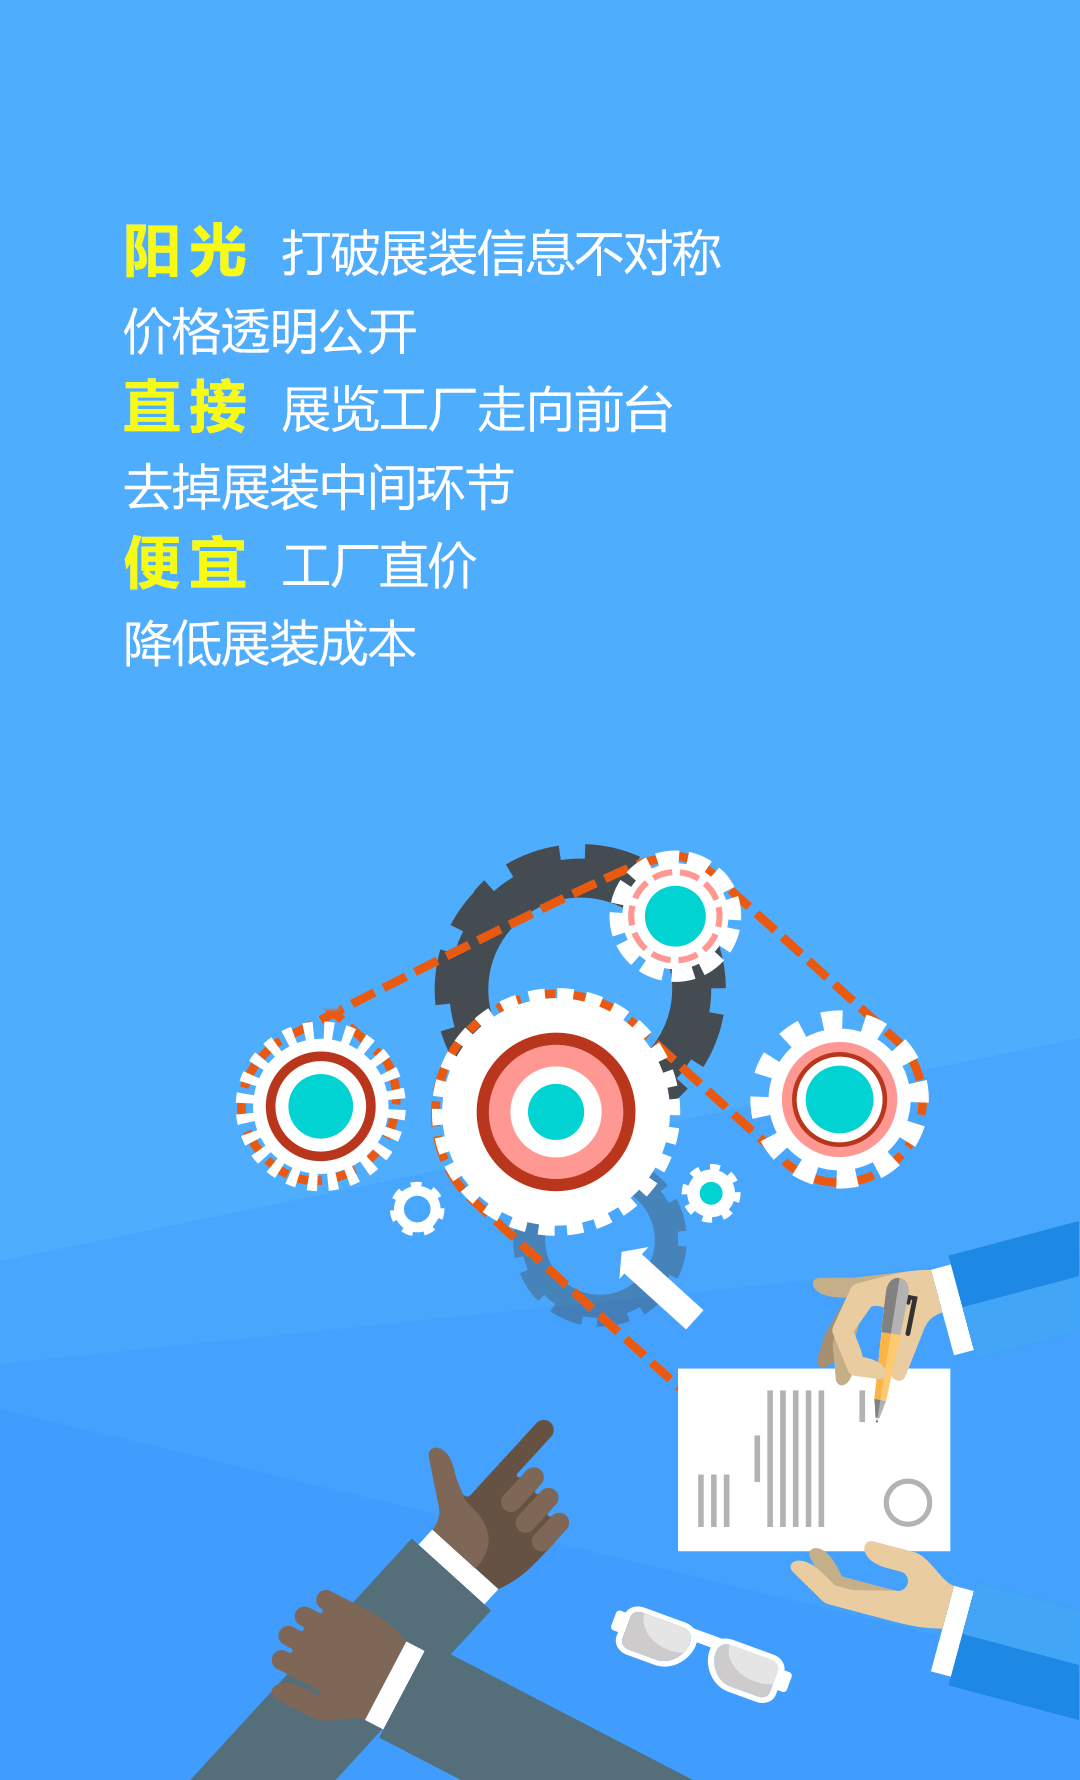 阳光 打破展装信息不对称
价格透明公开
直接 展览工厂走向前台
去掉展装中间环节
便宜 工厂直价
降低展装成本